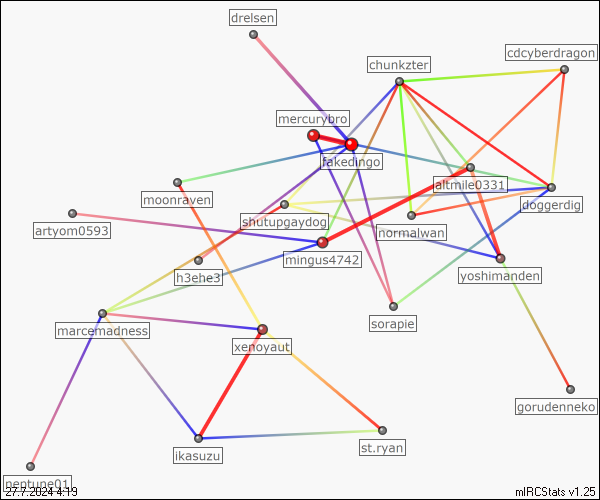 drelsen
cdcyberdragon
chunkzter
mercurybro
fakedingo
altmile0331
moonraven
doggerdig
shutupgaydog
artyom0593
normalwan
mingus4742
h3ehe3
yoshimanden
sorapie
marcemadness
xenoyaut
gorudenneko
st.ryan
ikasuzu
neptune01
27.7.2024 4:19
mIRCStats v1.25